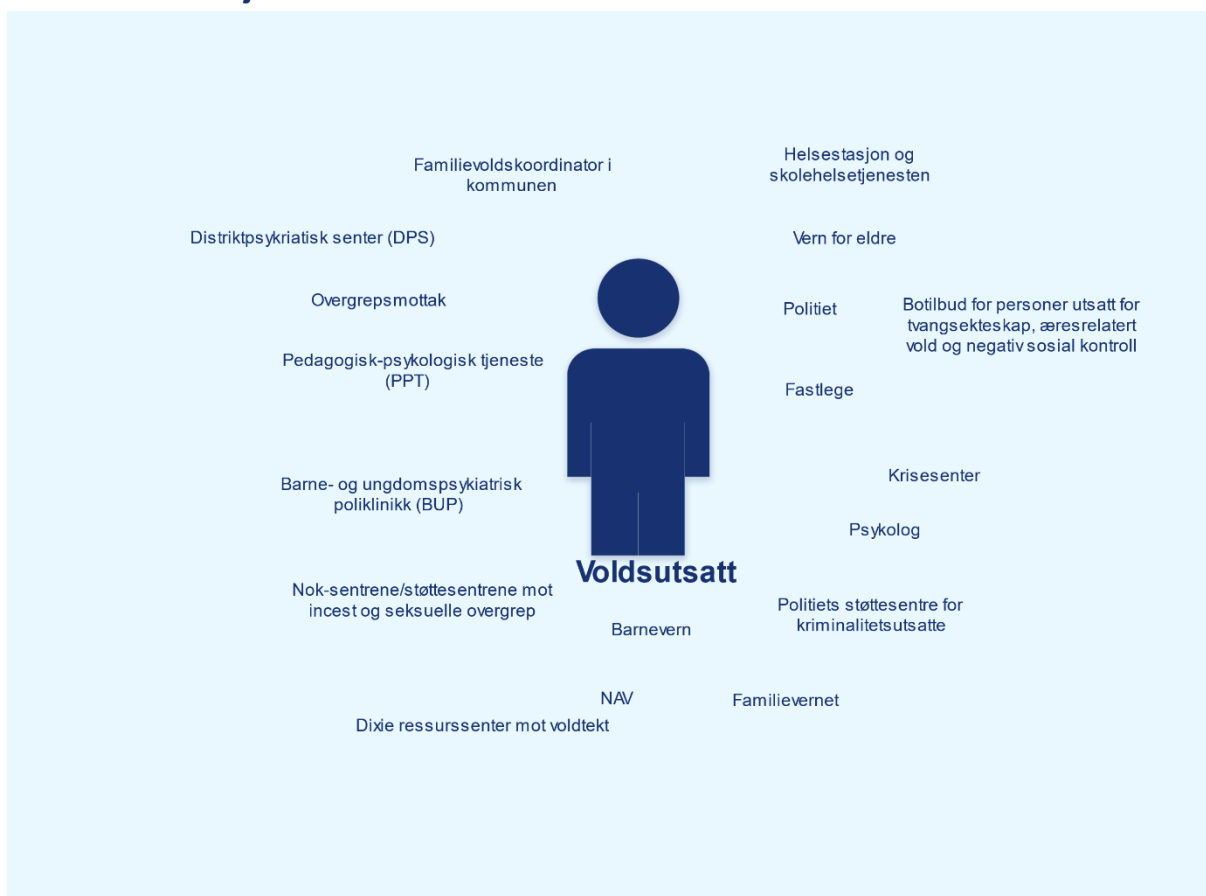 Familievoldskoordinator i
kommunen
Helsestasjon og
skolehelsetjenesten
Distriktpsykriatisk senter (DPS)
Vern for eldre
Overgrepsmottak
Politiet
Botilbud for personer utsatt for
tvangsekteskap, æresrelatert
vold og negativ sosial kontroll
Pedagogisk-psykologisk tjeneste
(PPT)
Fastlege
Barne- og ungdomspsykiatrisk
poliklinikk (BUP)
Krisesenter
Psykolog
Voldsutsatt
Nok-sentrene/støttesentrene mot
incest og seksuelle overgrep
Politiets støttesentre for
kriminalitetsutsatte
Barnevern
NAV
Familievernet
Dixie ressurssenter mot voldtekt